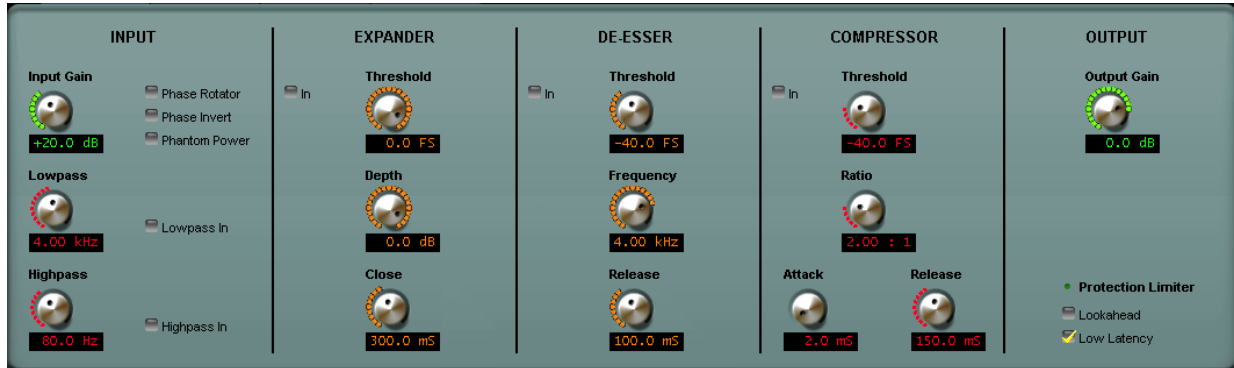 INPUT
Input Gain
+20.0 dB
Phase Rotator
Phase Invert
Phantom Power
Lowpass
4.00 kHz
Lowpass In
Highpass
80.0 Hz
Highpass In
EXPANDER
In
Threshold
0.0 FS
Depth
0.0 dB
Close
300.0 mS
DE-ESSER
In
Threshold
-40.0 FS
Frequency
4.00 kHz
Release
100.0 mS
COMPRESSOR
In
Threshold
-40.0 FS
Ratio
2.00 : 1
Attack
2.0 mS
Release
150.0 mS
OUTPUT
Output Gain
0.0 dB
Protection Limiter
Lookahead
Low Latency